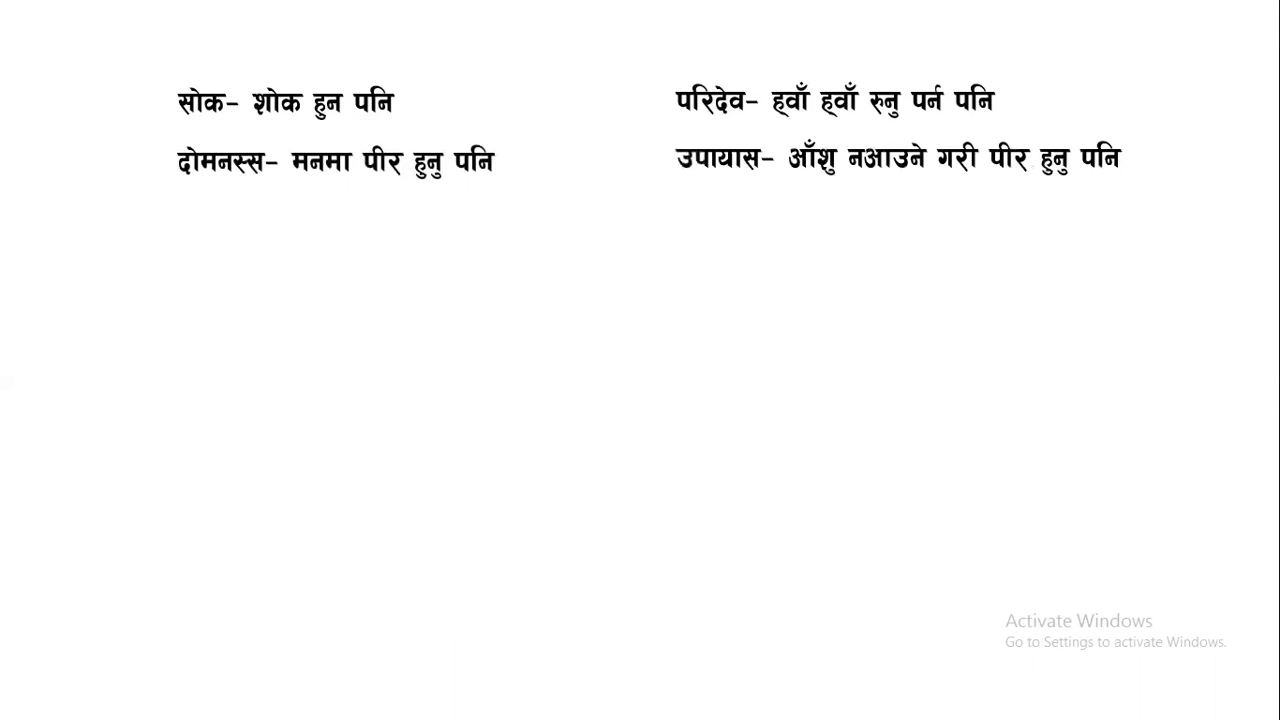 सोक- शोक हुन पनि
परिदेव- ह्वाँ ह्वाँ रुनु पर्न पनि
दोमनस्स- मनमा पीर हुनु पनि
उपायास- आँशु नआउने गरी पीर हुनु पनि
Activate Windows
Go to Settings to activate Windows.